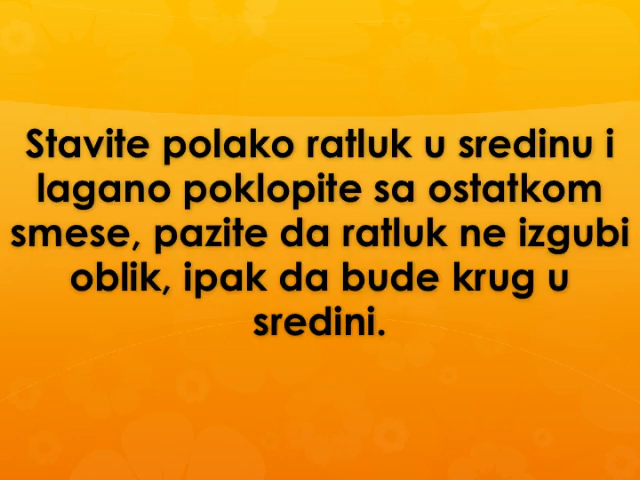 Stavite polako ratluk u sredinu i
lagano poklopite sa ostatkom
smese, pazite da ratluk ne izgubi
oblik, ipak da bude krug u
sredini.